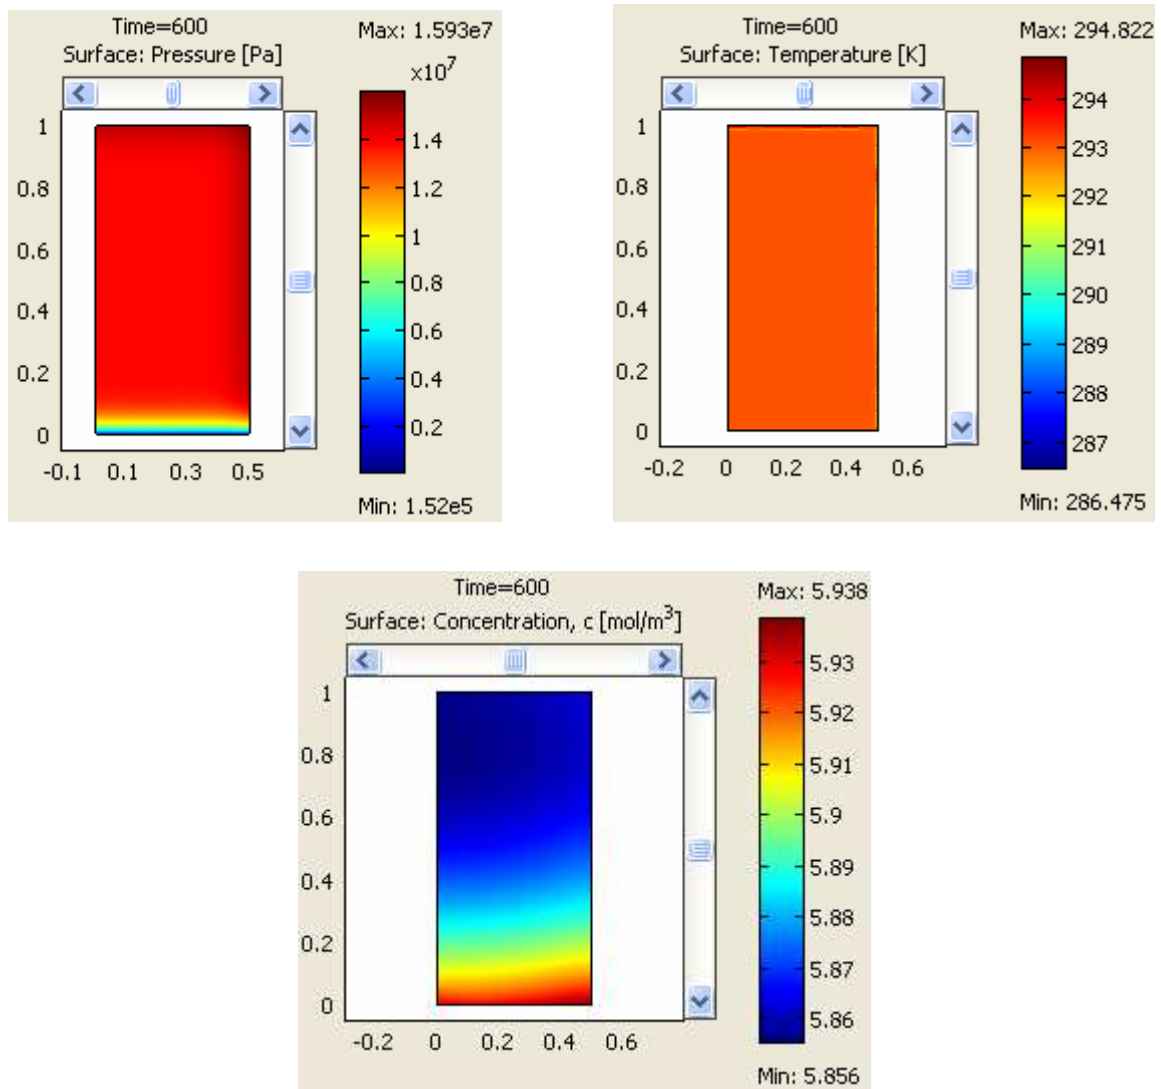 Time=600
Surface: Pressure [Pa]
Max: 1.593e7
x10^7
1.4
1.2
1
0.8
0.6
0.4
0.2
Min: 1.52e5
1
0.8
0.6
0.4
0.2
0
-0.1 0.1 0.3 0.5
Time=600
Surface: Temperature [K]
Max: 294.822
294
293
292
291
290
289
288
287
Min: 286.475
1
0.8
0.6
0.4
0.2
0
-0.2 0 0.2 0.4 0.6
Time=600
Surface: Concentration, c [mol/m³]
Max: 5.938
5.93
5.92
5.91
5.9
5.89
5.88
5.87
5.86
Min: 5.856
1
0.8
0.6
0.4
0.2
0
-0.2 0 0.2 0.4 0.6